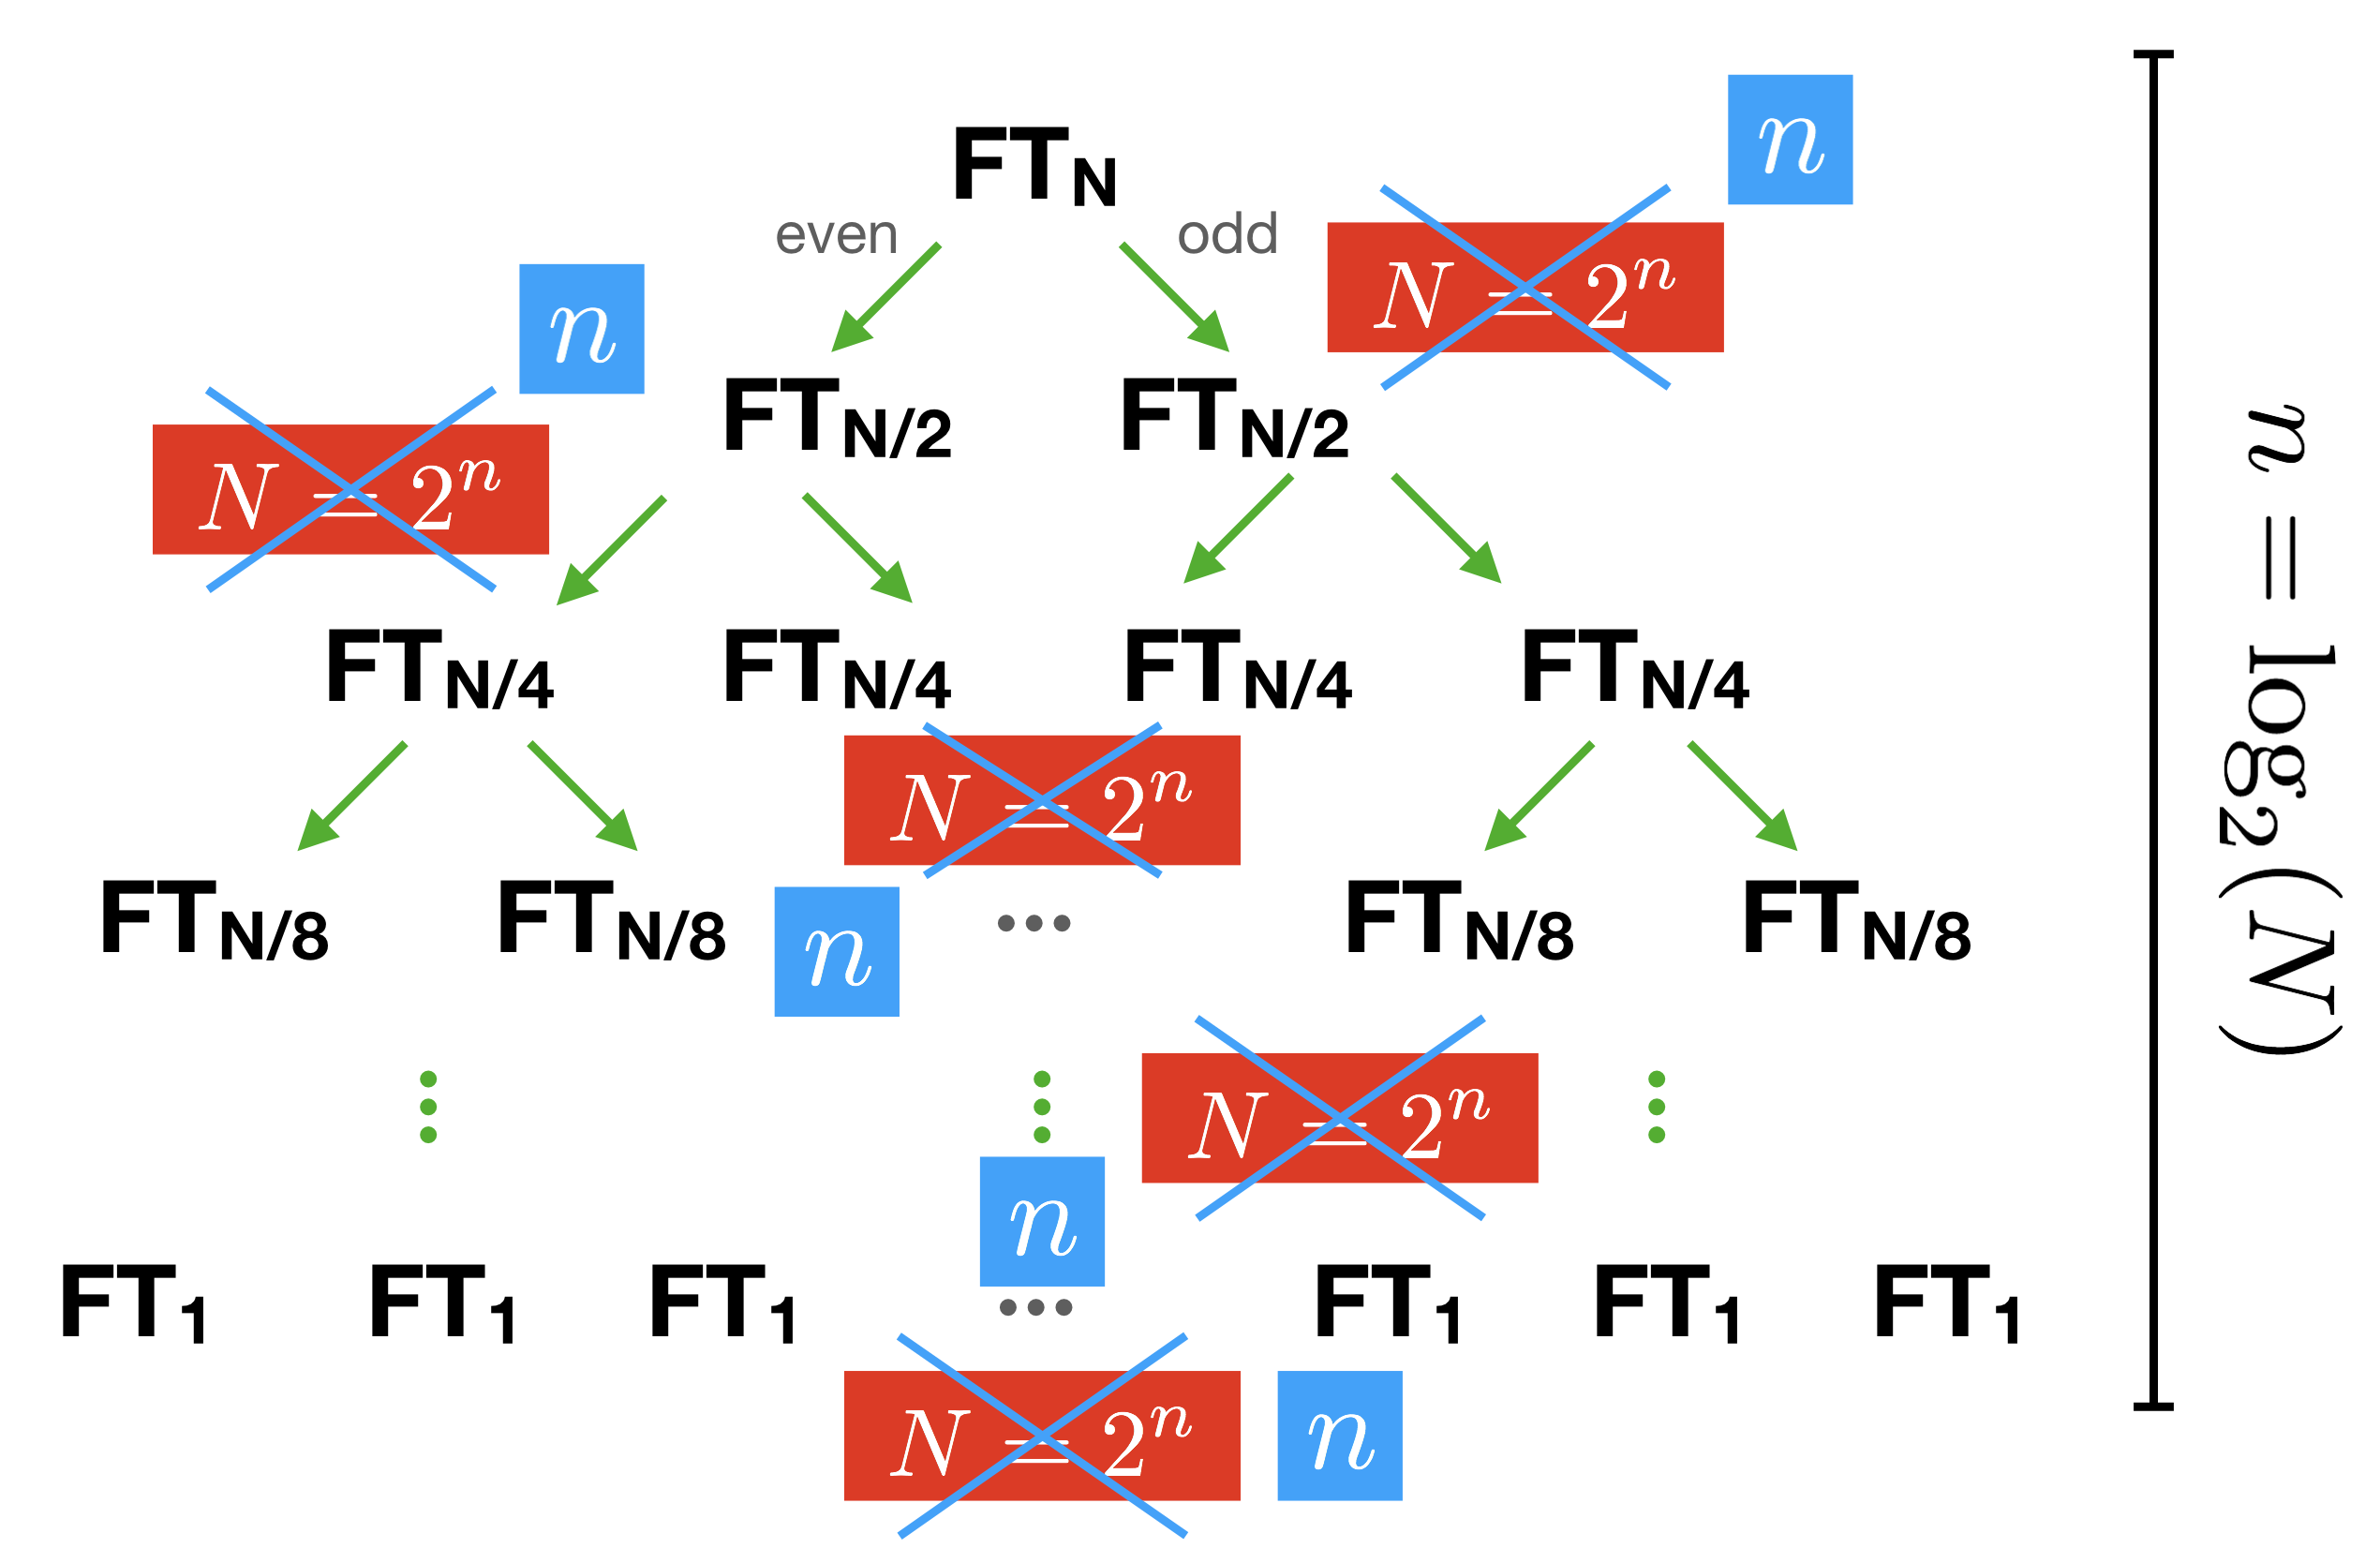 n
FT_N
even
odd
N = 2^n
n
FT_{N/2} FT_{N/2}
N = 2^n
FT_{N/4} FT_{N/4} FT_{N/4} FT_{N/4}
N = 2^n
FT_{N/8} FT_{N/8} ... FT_{N/8} FT_{N/8}
n
N = 2^n
n
FT_1 FT_1 FT_1 ... FT_1 FT_1 FT_1
N = 2^n
n
n = log_2(N)